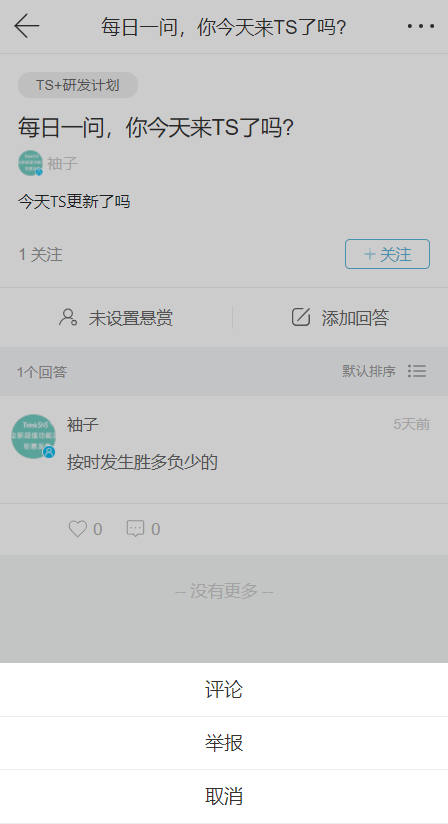 每日一问，你今天来TS了吗?
TS+研发计划
每日一问，你今天来TS了吗?
袖子
今天TS更新了吗
1 关注
+ 关注
未设置悬赏
添加回答
1个回答
默认排序
袖子
5天前
按时发生胜多负少的
0
0
-- 没有更多 --
评论
举报
取消